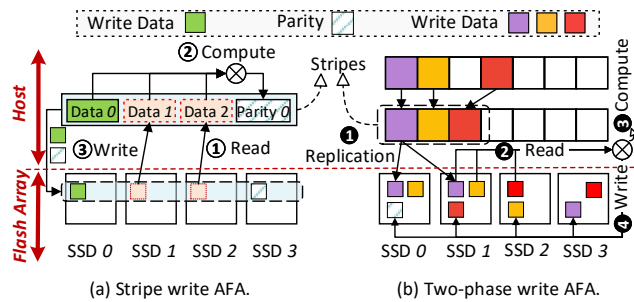 Write Data Parity Write Data
② Compute
Stripes
Data 0 Data 1 Data 2 Parity 0
③Write ① Read
Host
Flash Array
SSD 0 SSD 1 SSD 2 SSD 3
(a) Stripe write AFA.
❶
Replication
❷ Read
❸ Compute
❹ Write
SSD 0 SSD 1 SSD 2 SSD 3
(b) Two-phase write AFA.